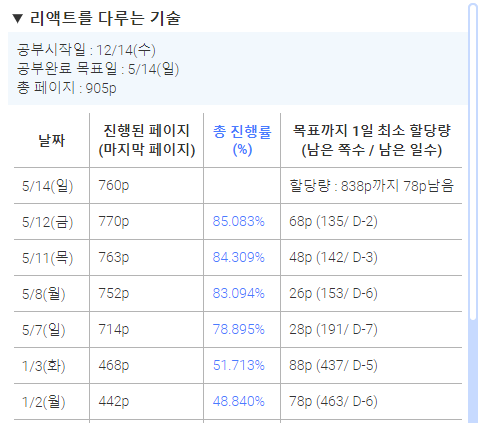 ▼ 리액트를 다루는 기술
공부시작일 : 12/14(수)
공부완료 목표일 : 5/14(일)
총 페이지 : 905p
날짜 진행된 페이지 (마지막 페이지) 총 진행률 (%) 목표까지 1일 최소 할당량 (남은 쪽수 / 남은 일수)
5/14(일) 760p 할당량 : 838p까지 78p남음
5/12(금) 770p 85.083% 68p (135/ D-2)
5/11(목) 763p 84.309% 48p (142/ D-3)
5/8(월) 752p 83.094% 26p (153/ D-6)
5/7(일) 714p 78.895% 28p (191/ D-7)
1/3(화) 468p 51.713% 88p (437/ D-5)
1/2(월) 442p 48.840% 78p (463/ D-6)